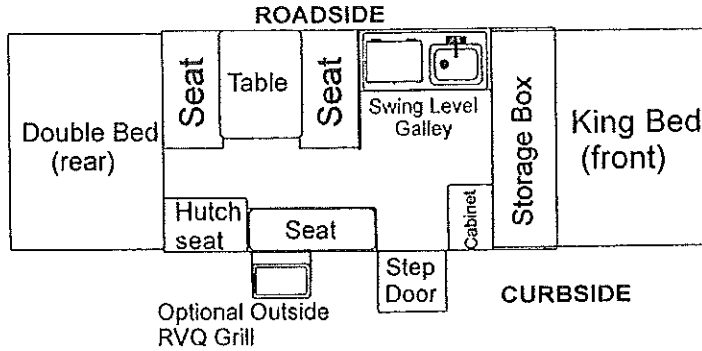 ROADSIDE
Seat
Table
Seat
Swing Level
Galley
Storage Box
Double Bed
(rear)
King Bed
(front)
Hutch
seat
Seat
Cabinet
Step
Door
CURBSIDE
Optional Outside
RVQ Grill